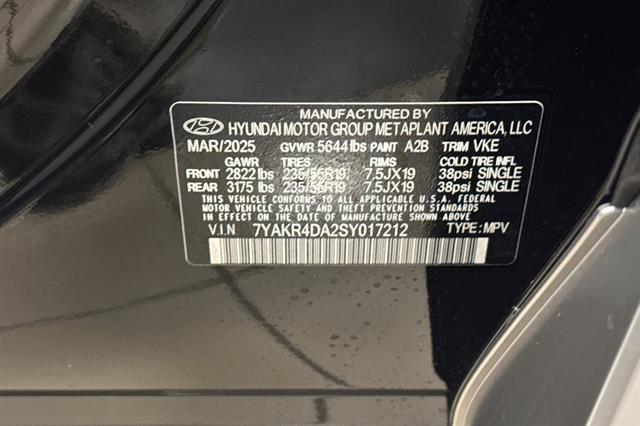 MANUFACTURED BY
HYUNDAI MOTOR GROUP METAPLANT AMERICA, LLC
MAR/2025 GVWR 5644 lbs PAINT A2B TRIM VKE
GAWR TIRES RIMS COLD TIRE INFL
FRONT 2822 lbs 235/55R19 7.5JX19 38psi SINGLE
REAR 3175 lbs 235/55R19 7.5JX19 38psi SINGLE
THIS VEHICLE CONFORMS TO ALL APPLICABLE U.S.A. FEDERAL
MOTOR VEHICLE SAFETY AND THEFT PREVENTION STANDARDS
IN EFFECT ON THE DATE OF MANUFACTURE SHOWN ABOVE.
V.I.N 7YAKR4DA2SY017212 TYPE: MPV